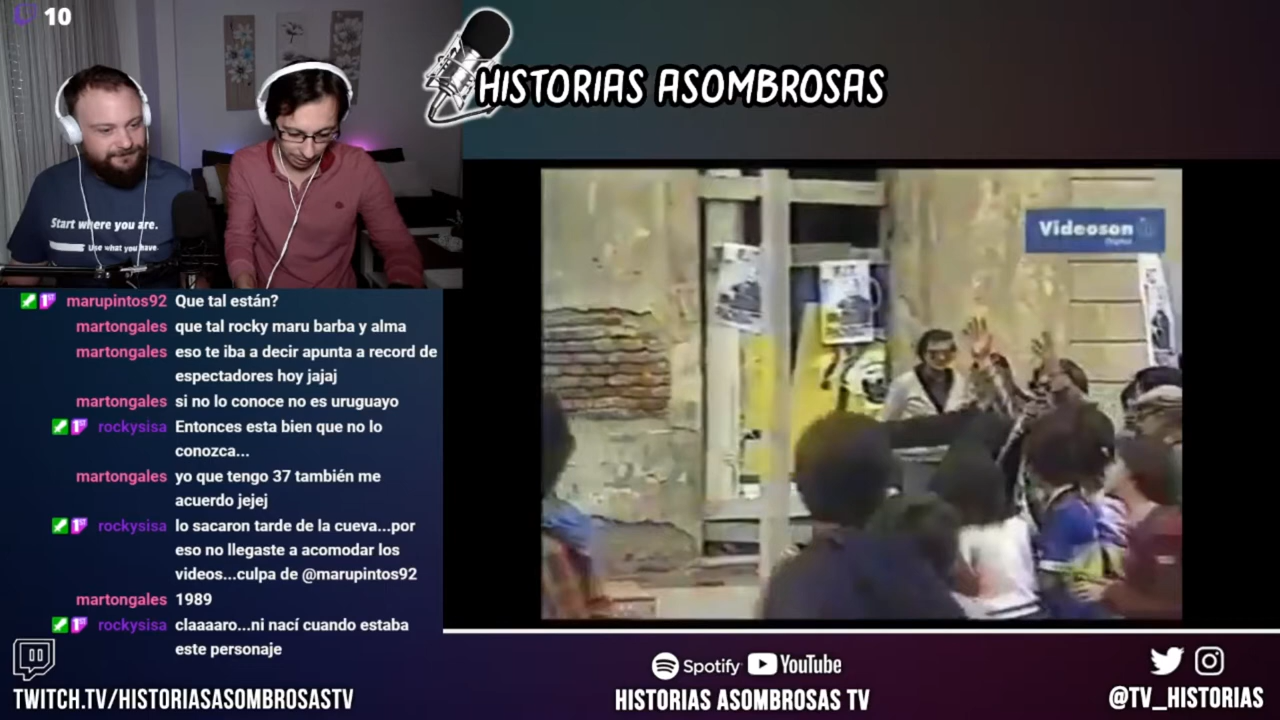 10
HISTORIAS ASOMBROSAS
Start where you are.
Use what you have.
Videoson
Digital
marupintos92 Que tal están?
martongales que tal rocky maru barba y alma
martongales eso te iba a decir apunta a record de
espectadores hoy jajaj
martongales si no lo conoce no es uruguayo
rockysisa Entonces esta bien que no lo
conozca...
martongales yo que tengo 37 también me
acuerdo jejej
rockysisa lo sacaron tarde de la cueva...por
eso no llegaste a acomodar los
videos...culpa de @marupintos92
martongales 1989
rockysisa claaaaro...ni nací cuando estaba
este personaje
TWITCH.TV/HISTORIASASOMBROSASTV
Spotify YouTube
HISTORIAS ASOMBROSAS TV
@TV_HISTORIAS